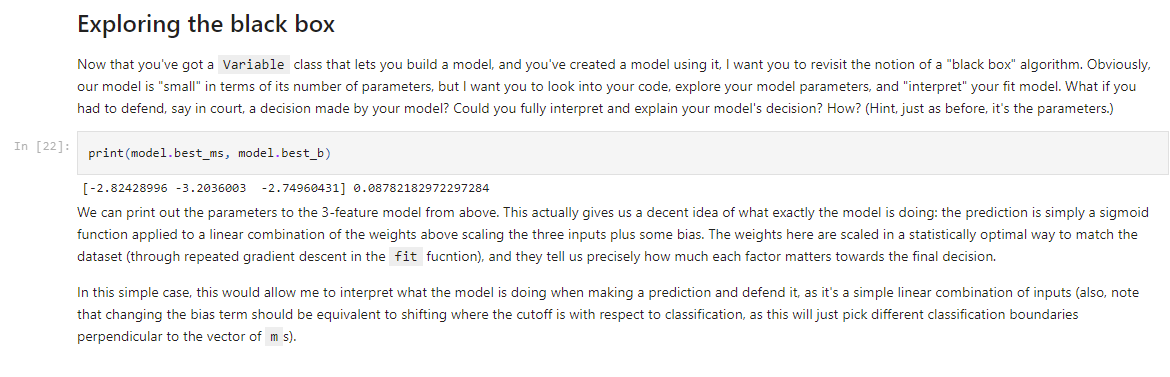 Exploring the black box
Now that you've got a Variable class that lets you build a model, and you've created a model using it, I want you to revisit the notion of a "black box" algorithm. Obviously,
our model is "small" in terms of its number of parameters, but I want you to look into your code, explore your model parameters, and "interpret" your fit model. What if you
had to defend, say in court, a decision made by your model? Could you fully interpret and explain your model's decision? How? (Hint, just as before, it's the parameters.)
In [22]: print(model.best_ms, model.best_b)
[-2.82428996 -3.2036003  -2.74960431] 0.08782182972297284
We can print out the parameters to the 3-feature model from above. This actually gives us a decent idea of what exactly the model is doing: the prediction is simply a sigmoid
function applied to a linear combination of the weights above scaling the three inputs plus some bias. The weights here are scaled in a statistically optimal way to match the
dataset (through repeated gradient descent in the fit fucntion), and they tell us precisely how much each factor matters towards the final decision.
In this simple case, this would allow me to interpret what the model is doing when making a prediction and defend it, as it's a simple linear combination of inputs (also, note
that changing the bias term should be equivalent to shifting where the cutoff is with respect to classification, as this will just pick different classification boundaries
perpendicular to the vector of m s).